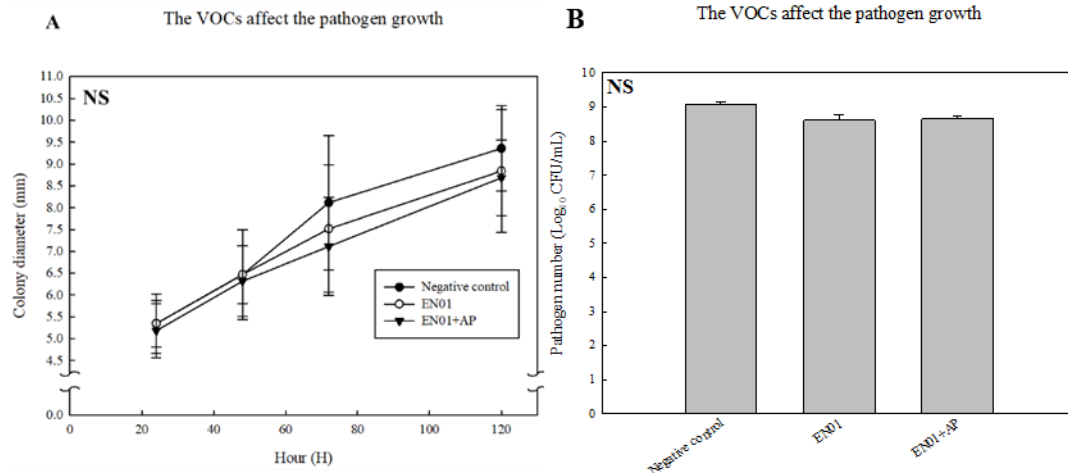 A
The VOCs affect the pathogen growth
NS
Colony diameter (mm)
11.0
10.5
10.0
9.5
9.0
8.5
8.0
7.5
7.0
6.5
6.0
5.5
5.0
4.5
0.0
Negative control
EN01
EN01+AP
0
20
40
60
80
100
120
Hour (H)
B
The VOCs affect the pathogen growth
NS
Pathogen number (Log₁₀ CFU/mL)
10
9
8
7
6
5
4
3
2
1
0
Negative control
EN01
EN01+AP